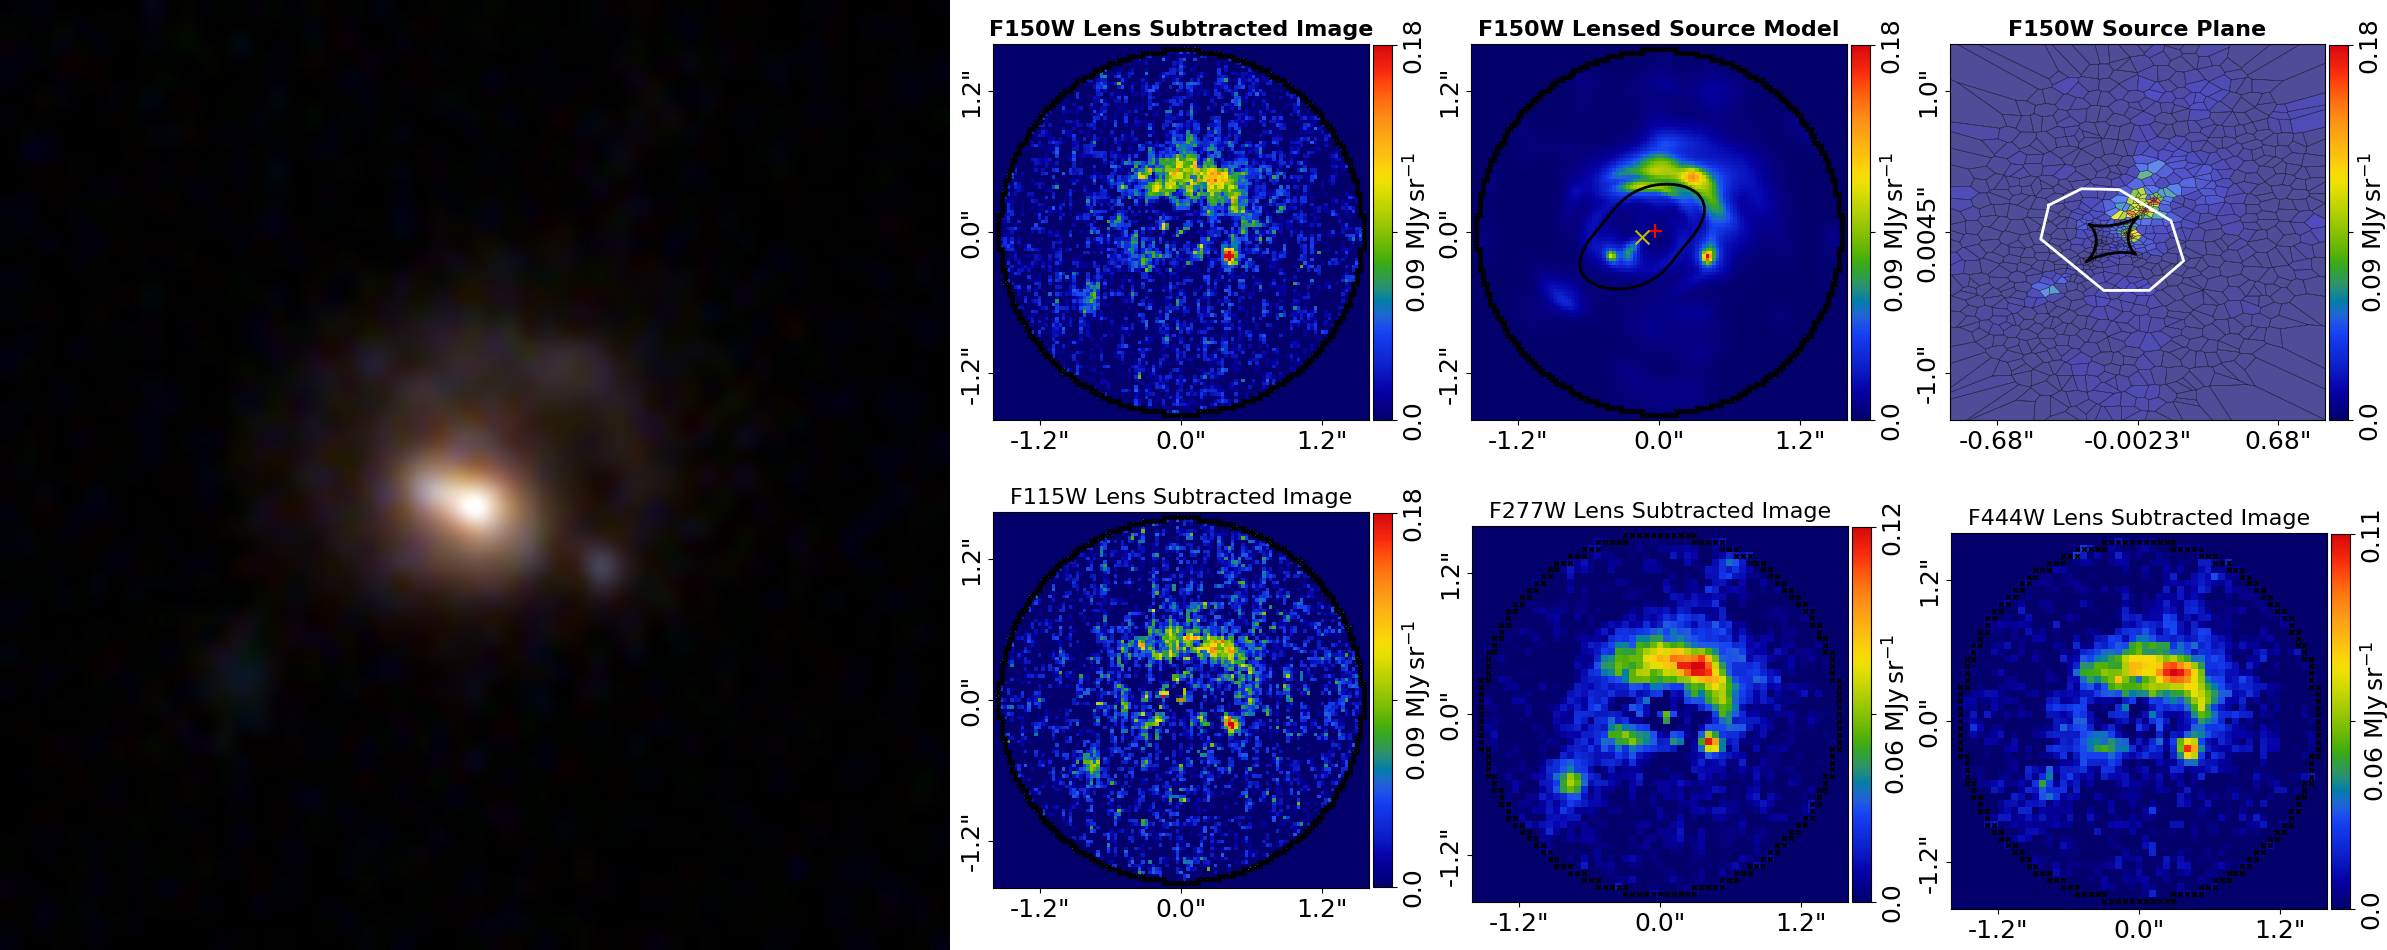 F150W Lens Subtracted Image
1.2"
0.0"
-1.2"
-1.2" 0.0" 1.2"
0.18
0.09 MJy sr⁻¹
0.0
F150W Lensed Source Model
1.2"
0.0"
-1.2"
-1.2" 0.0" 1.2"
0.18
0.09 MJy sr⁻¹
0.0
F150W Source Plane
1.0"
0.0045"
-1.0"
-0.68" -0.0023" 0.68"
0.18
0.09 MJy sr⁻¹
0.0
F115W Lens Subtracted Image
1.2"
0.0"
-1.2"
-1.2" 0.0" 1.2"
0.18
0.09 MJy sr⁻¹
0.0
F277W Lens Subtracted Image
1.2"
0.0"
-1.2"
-1.2" 0.0" 1.2"
0.12
0.06 MJy sr⁻¹
0.0
F444W Lens Subtracted Image
1.2"
0.0"
-1.2"
-1.2" 0.0" 1.2"
0.11
0.06 MJy sr⁻¹
0.0